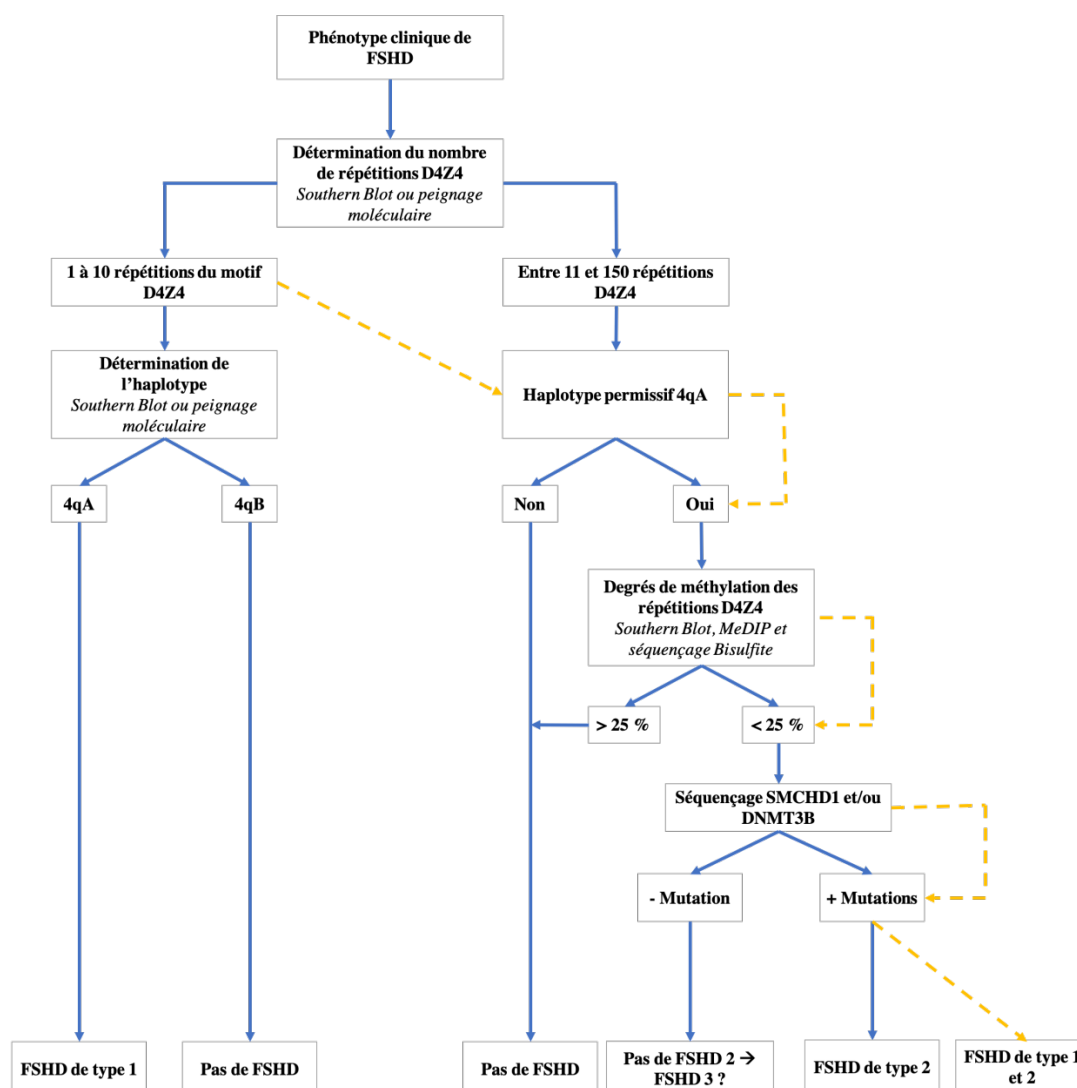 Phénotype clinique de
FSHD
Détermination du nombre
de répétitions D4Z4
Southern Blot ou peignage
moléculaire
1 à 10 répétitions du motif
D4Z4
Entre 11 et 150 répétitions
D4Z4
Détermination de
l’haplotype
Southern Blot ou peignage
moléculaire
Haplotype permissif 4qA
4qA
4qB
Non
Oui
Degrés de méthylation des
répétitions D4Z4
Southern Blot, MeDIP et
séquençage Bisulfite
> 25 %
< 25 %
Séquençage SMCHD1 et/ou
DNMT3B
- Mutation
+ Mutations
FSHD de type 1
Pas de FSHD
Pas de FSHD
Pas de FSHD 2 →
FSHD 3 ?
FSHD de type 2
FSHD de type 1
et 2